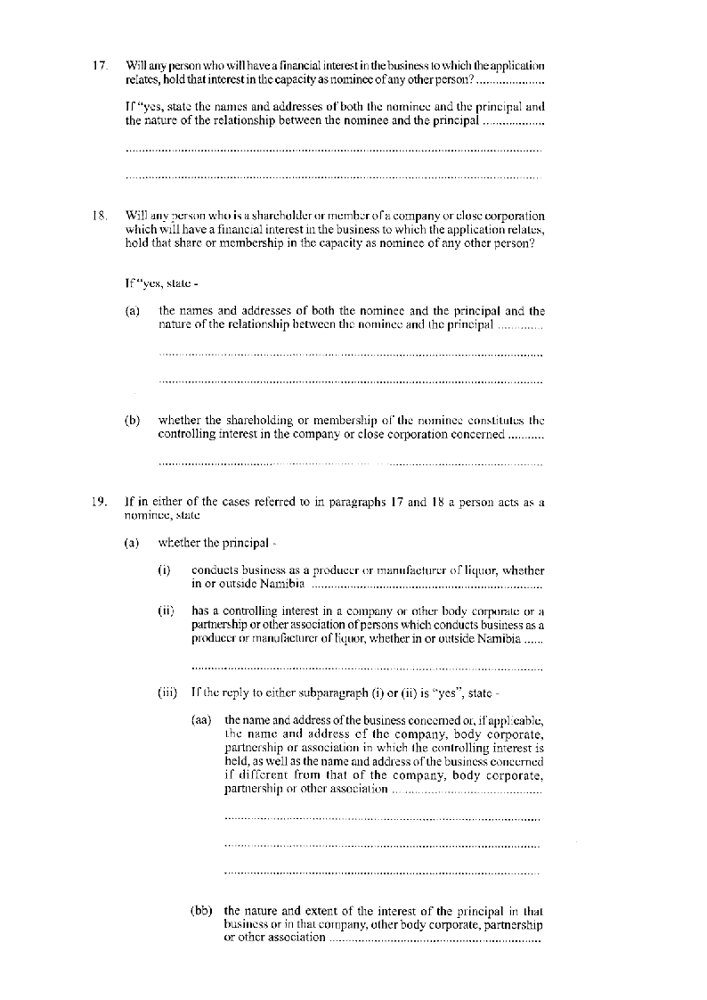 17. Will any person who will have a financial interest in the business to which the application
relates, hold that interest in the capacity as nominee of any other person? .....................
If "yes, state the names and addresses of both the nominee and the principal and
the nature of the relationship between the nominee and the principal ...................
................................................................................................................................
................................................................................................................................
18. Will any person who is a shareholder or member of a company or close corporation
which will have a financial interest in the business to which the application relates,
hold that share or membership in the capacity as nominee of any other person?
If "yes, state -
(a) the names and addresses of both the nominee and the principal and the
nature of the relationship between the nominee and the principal ..............
......................................................................................................................
......................................................................................................................
(b) whether the shareholding or membership of the nominee constitutes the
controlling interest in the company or close corporation concerned ...........
......................................................................................................................
19. If in either of the cases referred to in paragraphs 17 and 18 a person acts as a
nominee, state
(a) whether the principal -
(i) conducts business as a producer or manufacturer of liquor, whether
in or outside Namibia .......................................................................
(ii) has a controlling interest in a company or other body corporate or a
partnership or other association of persons which conducts business as a
producer or manufacturer of liquor, whether in or outside Namibia ......
............................................................................................................
(iii) If the reply to either subparagraph (i) or (ii) is "yes", state -
(aa) the name and address of the business concerned or, if applicable,
the name and address of the company, body corporate,
partnership or association in which the controlling interest is
held, as well as the name and address of the business concerned
if different from that of the company, body corporate,
partnership or other association ..............................................
.................................................................................................
.................................................................................................
.................................................................................................
(bb) the nature and extent of the interest of the principal in that
business or in that company, other body corporate, partnership
or other association .................................................................